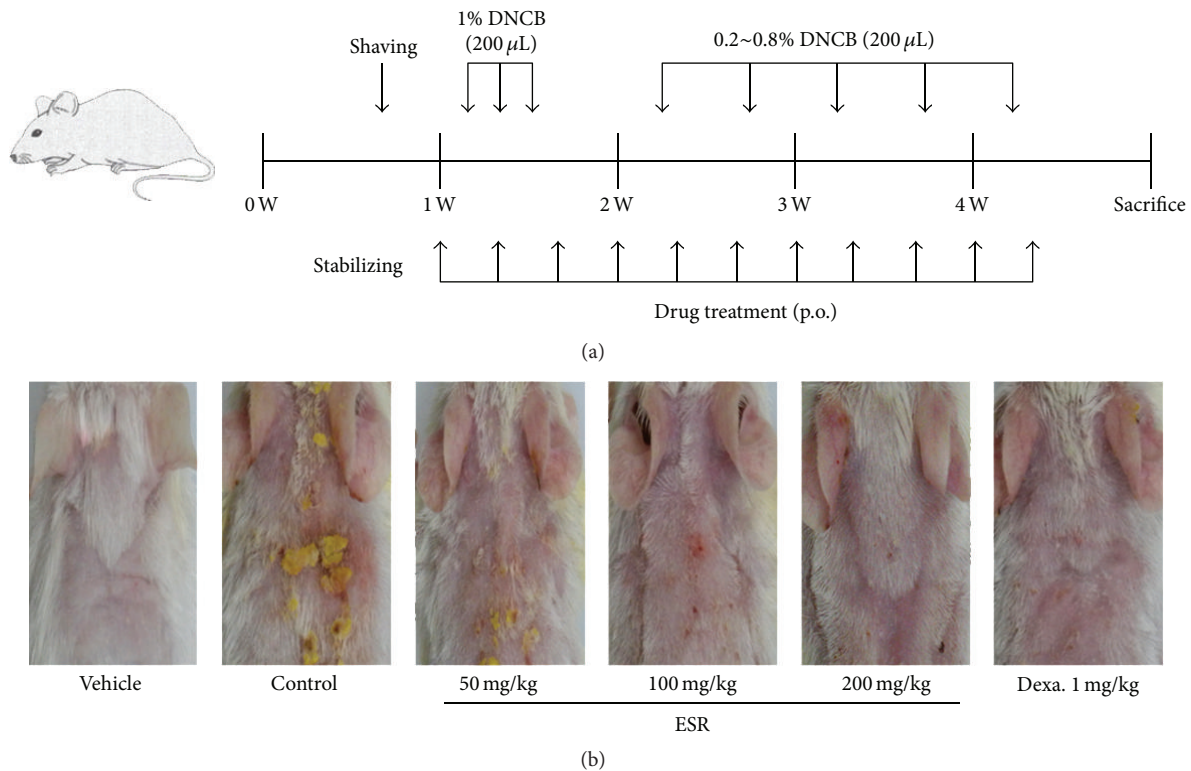 1% DNCB
(200 μL)
Shaving
0.2~0.8% DNCB (200 μL)
0 W
1 W
2 W
3 W
4 W
Sacrifice
Stabilizing
Drug treatment (p.o.)
(a)
Vehicle
Control
50 mg/kg
100 mg/kg
200 mg/kg
Dexa. 1 mg/kg
ESR
(b)